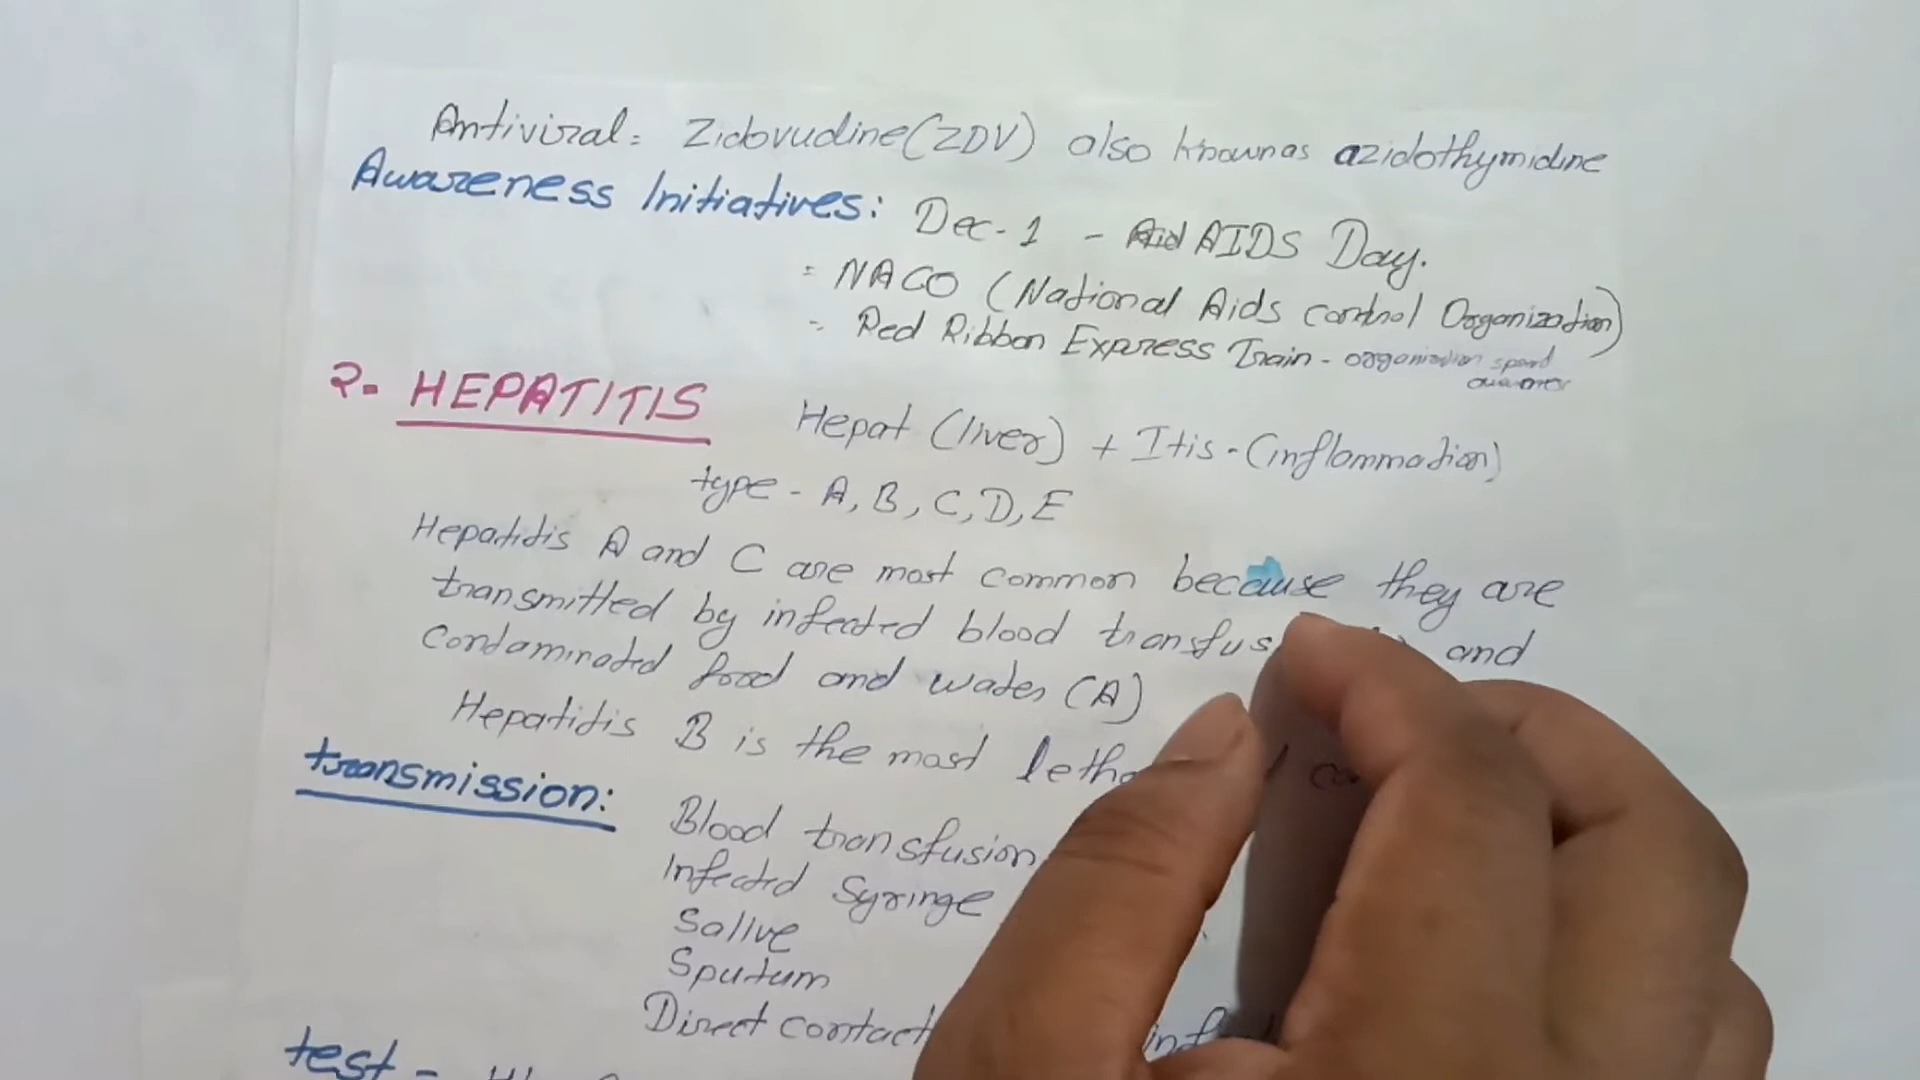 Antiviral = Zidovudine (ZDV) also known as azidothymidine
Awareness Initiatives: Dec-1 - AIDS Day.
= NACO (National Aids control Organization)
= Red Ribbon Express Train - organization spread
2- HEPATITIS Hepat (liver) + Itis - (inflammation)
type - A, B, C, D, E
Hepatitis A and C are most common because they are
transmitted by infected blood and
contaminated food and water (A)
Hepatitis B is the most
transmission: Blood transfusion
Infected Syringe
Salive
Sputum
Direct contact
test -